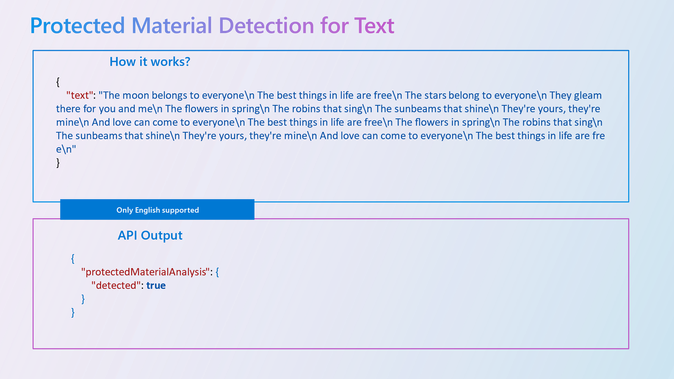 Protected Material Detection for Text
How it works?
{
"text": "The moon belongs to everyone\n The best things in life are free\n The stars belong to everyone\n They gleam
there for you and me\n The flowers in spring\n The robins that sing\n The sunbeams that shine\n They're yours, they're
mine\n And love can come to everyone\n The best things in life are free\n The flowers in spring\n The robins that sing\n
The sunbeams that shine\n They're yours, they're mine\n And love can come to everyone\n The best things in life are fre
e\n"
}
Only English supported
API Output
{
"protectedMaterialAnalysis": {
"detected": true
}
}